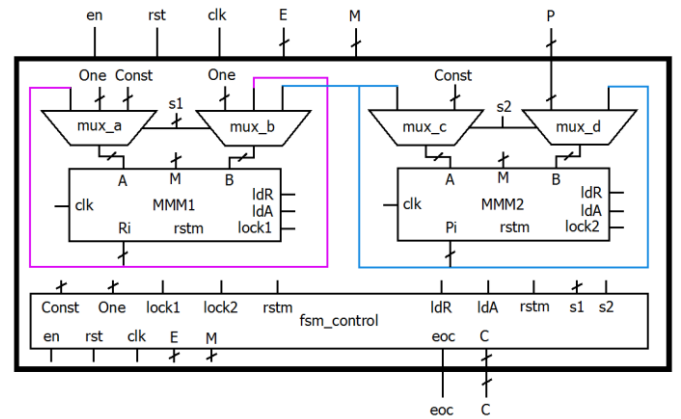 en rst clk E M P
One Const One Const
s1 s2
mux_a mux_b mux_c mux_d
A M B A M B
ldR ldR
clk MMM1 ldA clk MMM2 ldA
Ri rstm lock1 Pi rstm lock2
Const One lock1 lock2 rstm ldR ldA rstm s1 s2
fsm_control
en rst clk E M eoc C
eoc C